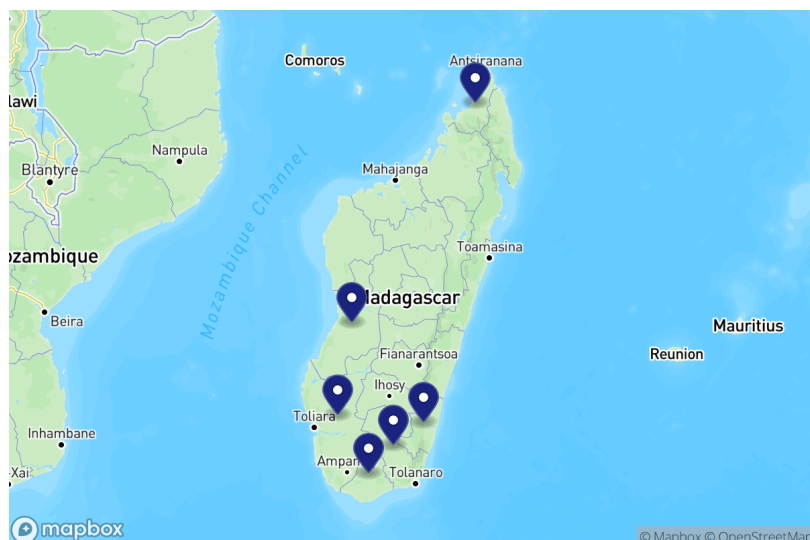 Comoros
Antsiranana
lawi
Nampula
Blantyre
Mahajanga
Mozambique Channel
Toamasina
ozambique
Madagascar
Beira
Mauritius
Reunion
Fianarantsoa
Ihosy
Toliara
Inhambane
Ampan
Tolanaro
-Xai
mapbox
© Mapbox © OpenStreetMap